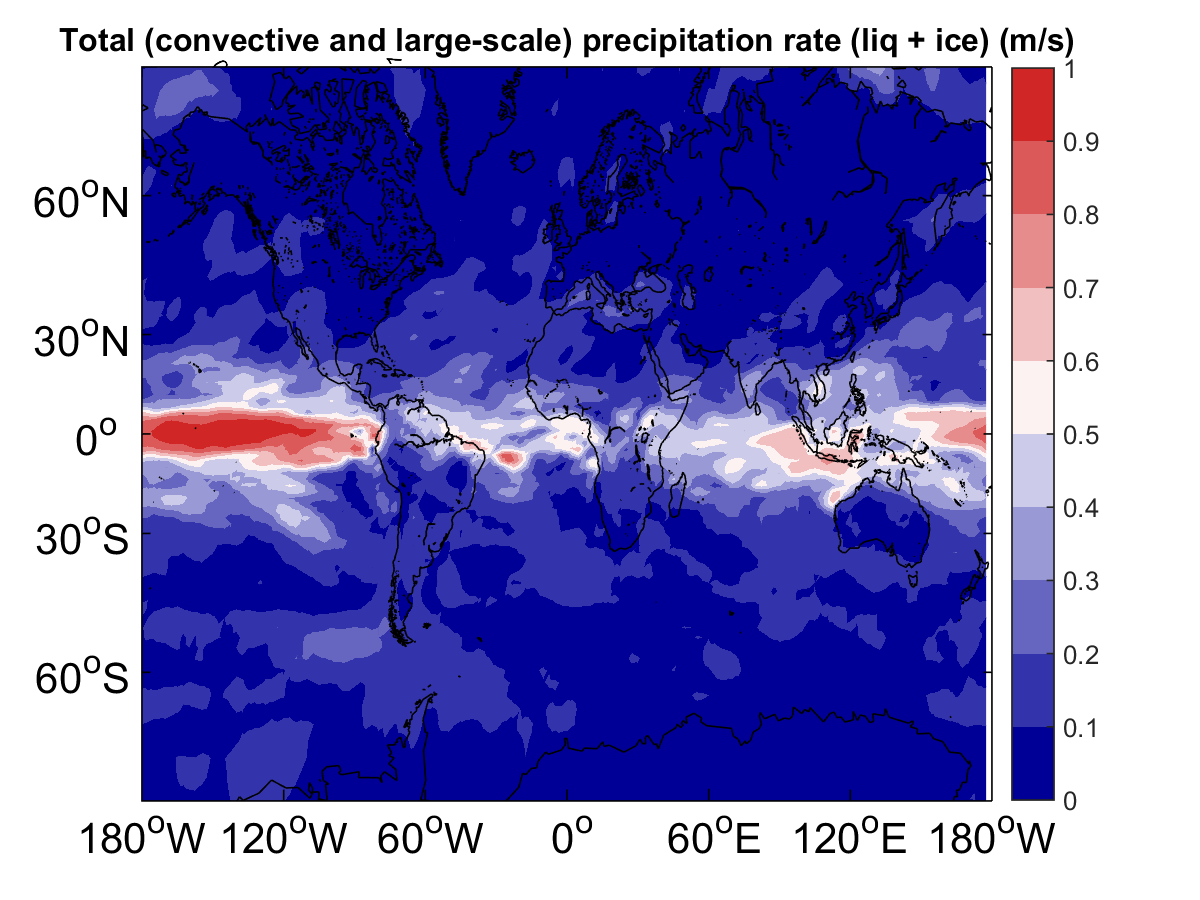 Total (convective and large-scale) precipitation rate (liq + ice) (m/s)
1
0.9
0.8
0.7
0.6
0.5
0.4
0.3
0.2
0.1
0
60°N
30°N
0°
30°S
60°S
180°W 120°W 60°W 0° 60°E 120°E 180°W